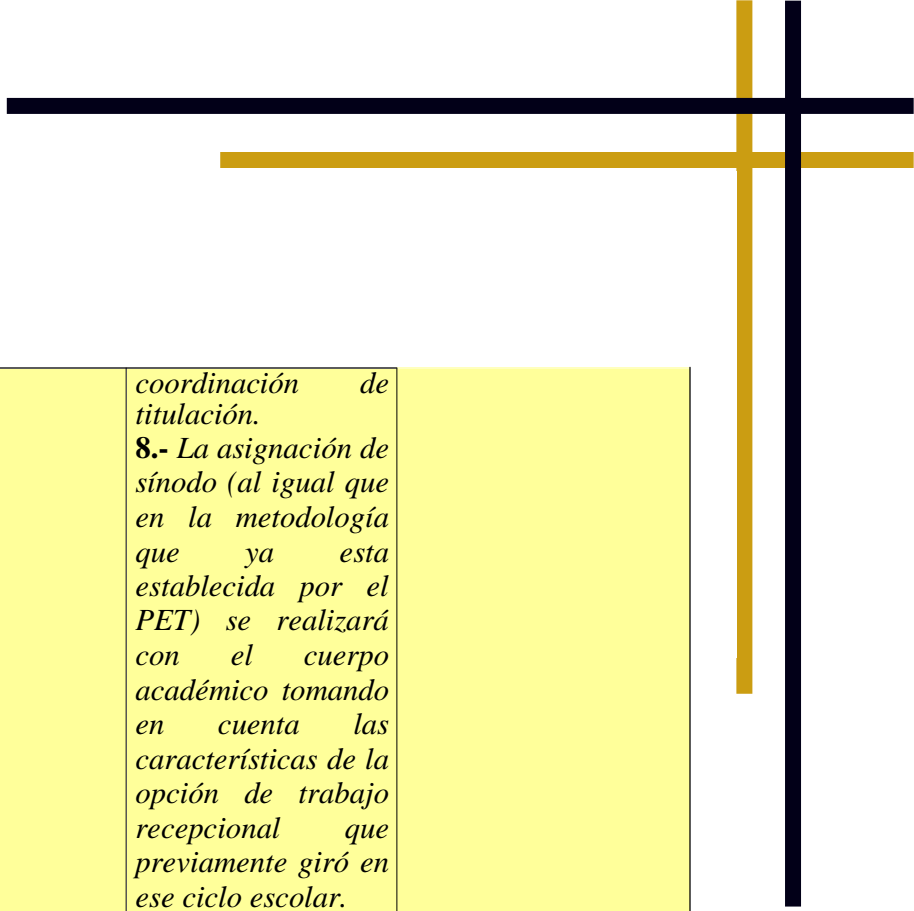 coordinación de
titulación.
8.- La asignación de
sínodo (al igual que
en la metodología
que ya esta
establecida por el
PET) se realizará
con el cuerpo
académico tomando
en cuenta las
características de la
opción de trabajo
recepcional que
previamente giró en
ese ciclo escolar.